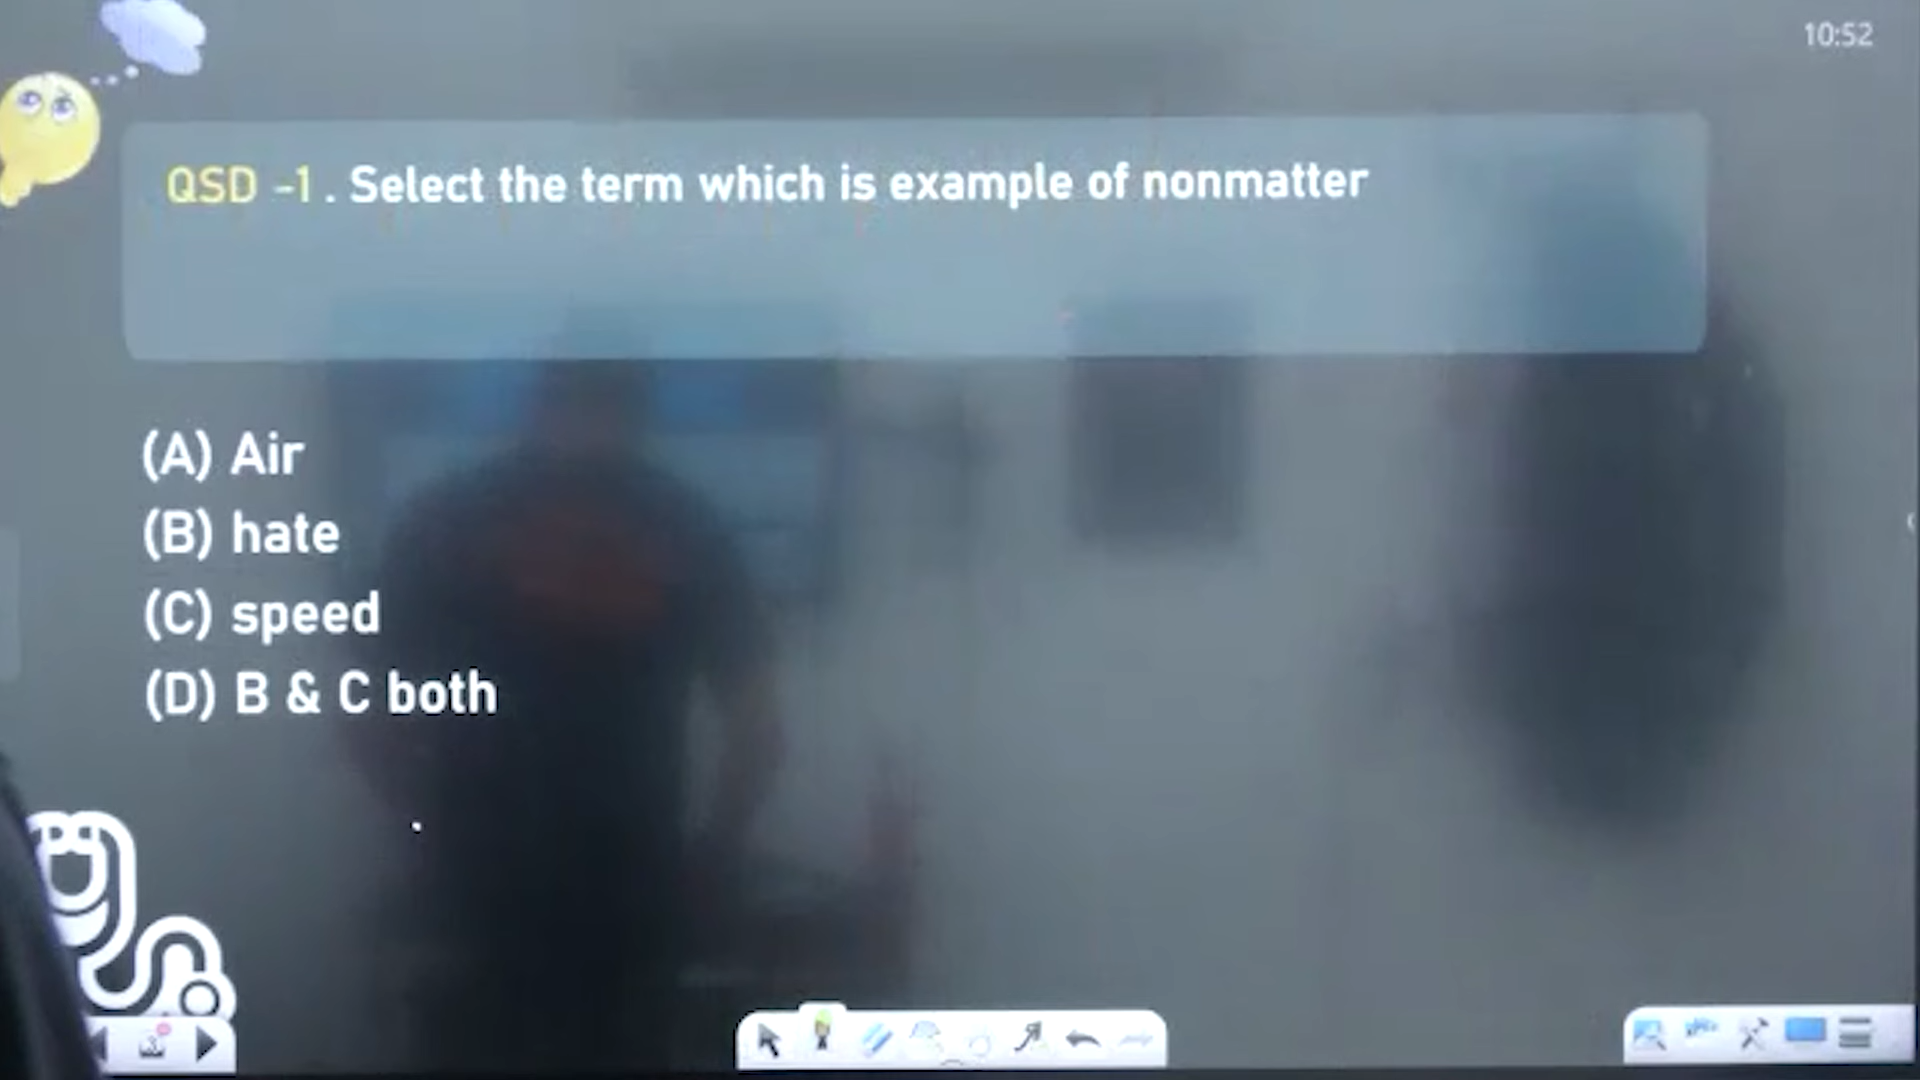 10:52
QSD -1. Select the term which is example of nonmatter
(A) Air
(B) hate
(C) speed
(D) B & C both